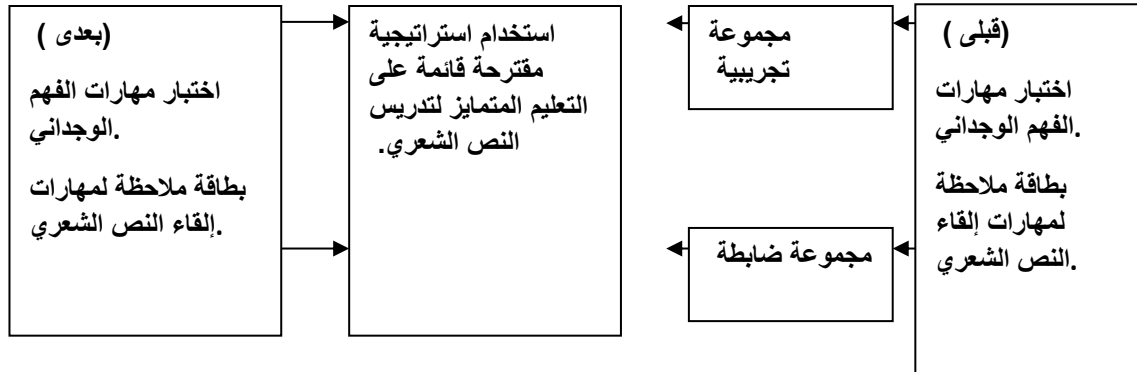 (قبلى )
اختبار مهارات
الفهم الوجداني.
بطاقة ملاحظة
لمهارات إلقاء
النص الشعري.
مجموعة
تجريبية
مجموعة ضابطة
استخدام استراتيجية
مقترحة قائمة على
التعليم المتمايز لتدريس
النص الشعري.
(بعدى )
اختبار مهارات الفهم
الوجداني.
بطاقة ملاحظة لمهارات
إلقاء النص الشعري.